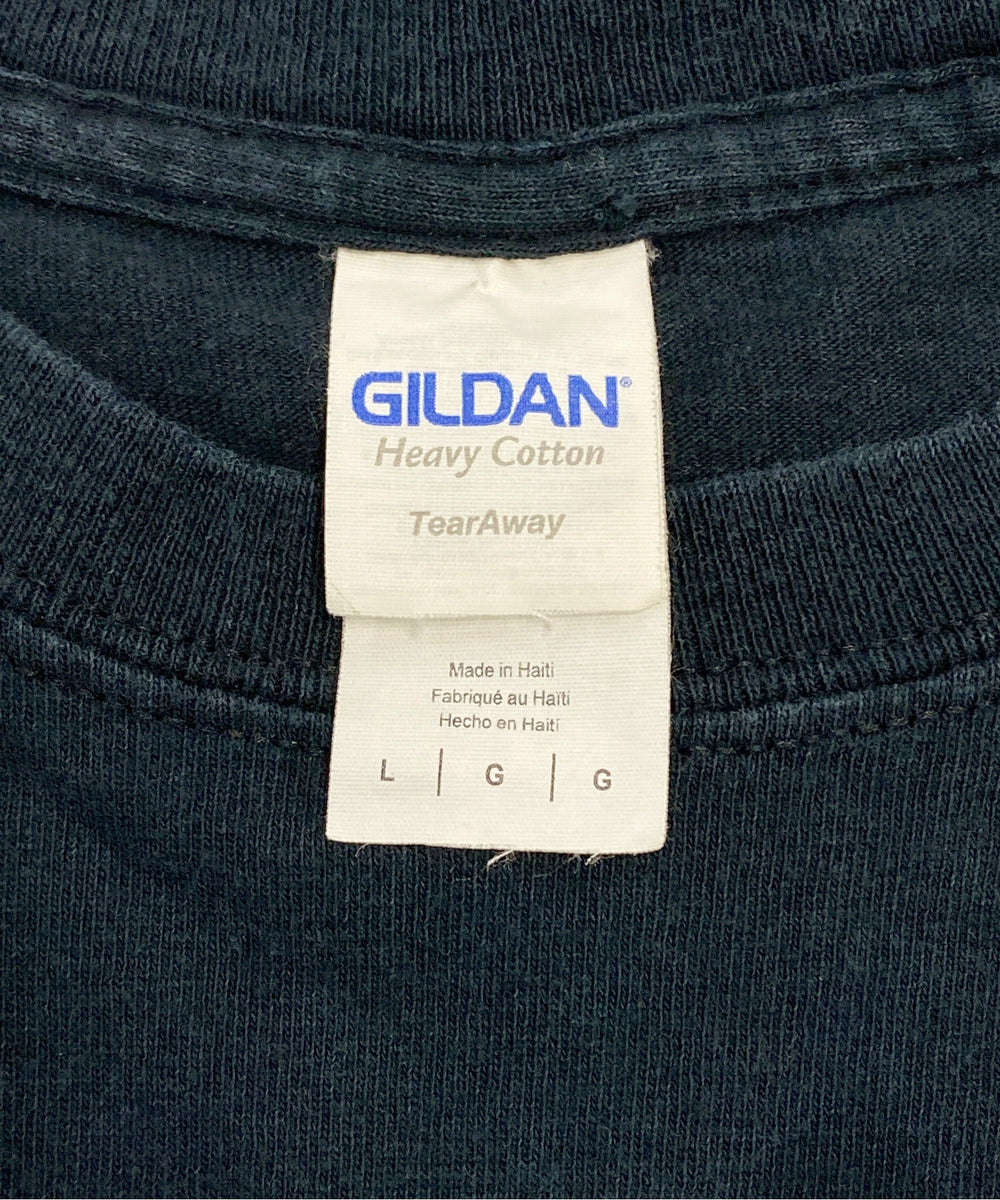 GILDAN®
Heavy Cotton
TearAway
Made in Haiti
Fabriqué au Haïti
Hecho en Haití
L | G | G